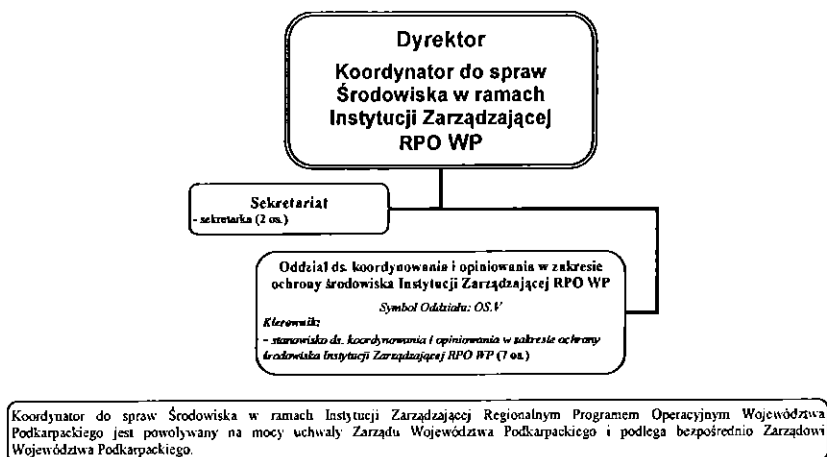 Dyrektor
Koordynator do spraw
Środowiska w ramach
Instytucji Zarządzającej
RPO WP
Sekretariat
- sekretarka (2 os.)
Oddział ds. koordynowania i opiniowania w zakresie
ochrony środowiska Instytucji Zarządzającej RPO WP
Symbol Oddziału: OS.V
Kierownik:
- stanowisko ds. koordynowania i opiniowania w zakresie ochrony
środowiska Instytucji Zarządzającej RPO WP (7 os.)
Koordynator do spraw Środowiska w ramach Instytucji Zarządzającej Regionalnym Programem Operacyjnym Województwa
Podkarpackiego jest powoływany na mocy uchwały Zarządu Województwa Podkarpackiego i podlega bezpośrednio Zarządowi
Województwa Podkarpackiego.